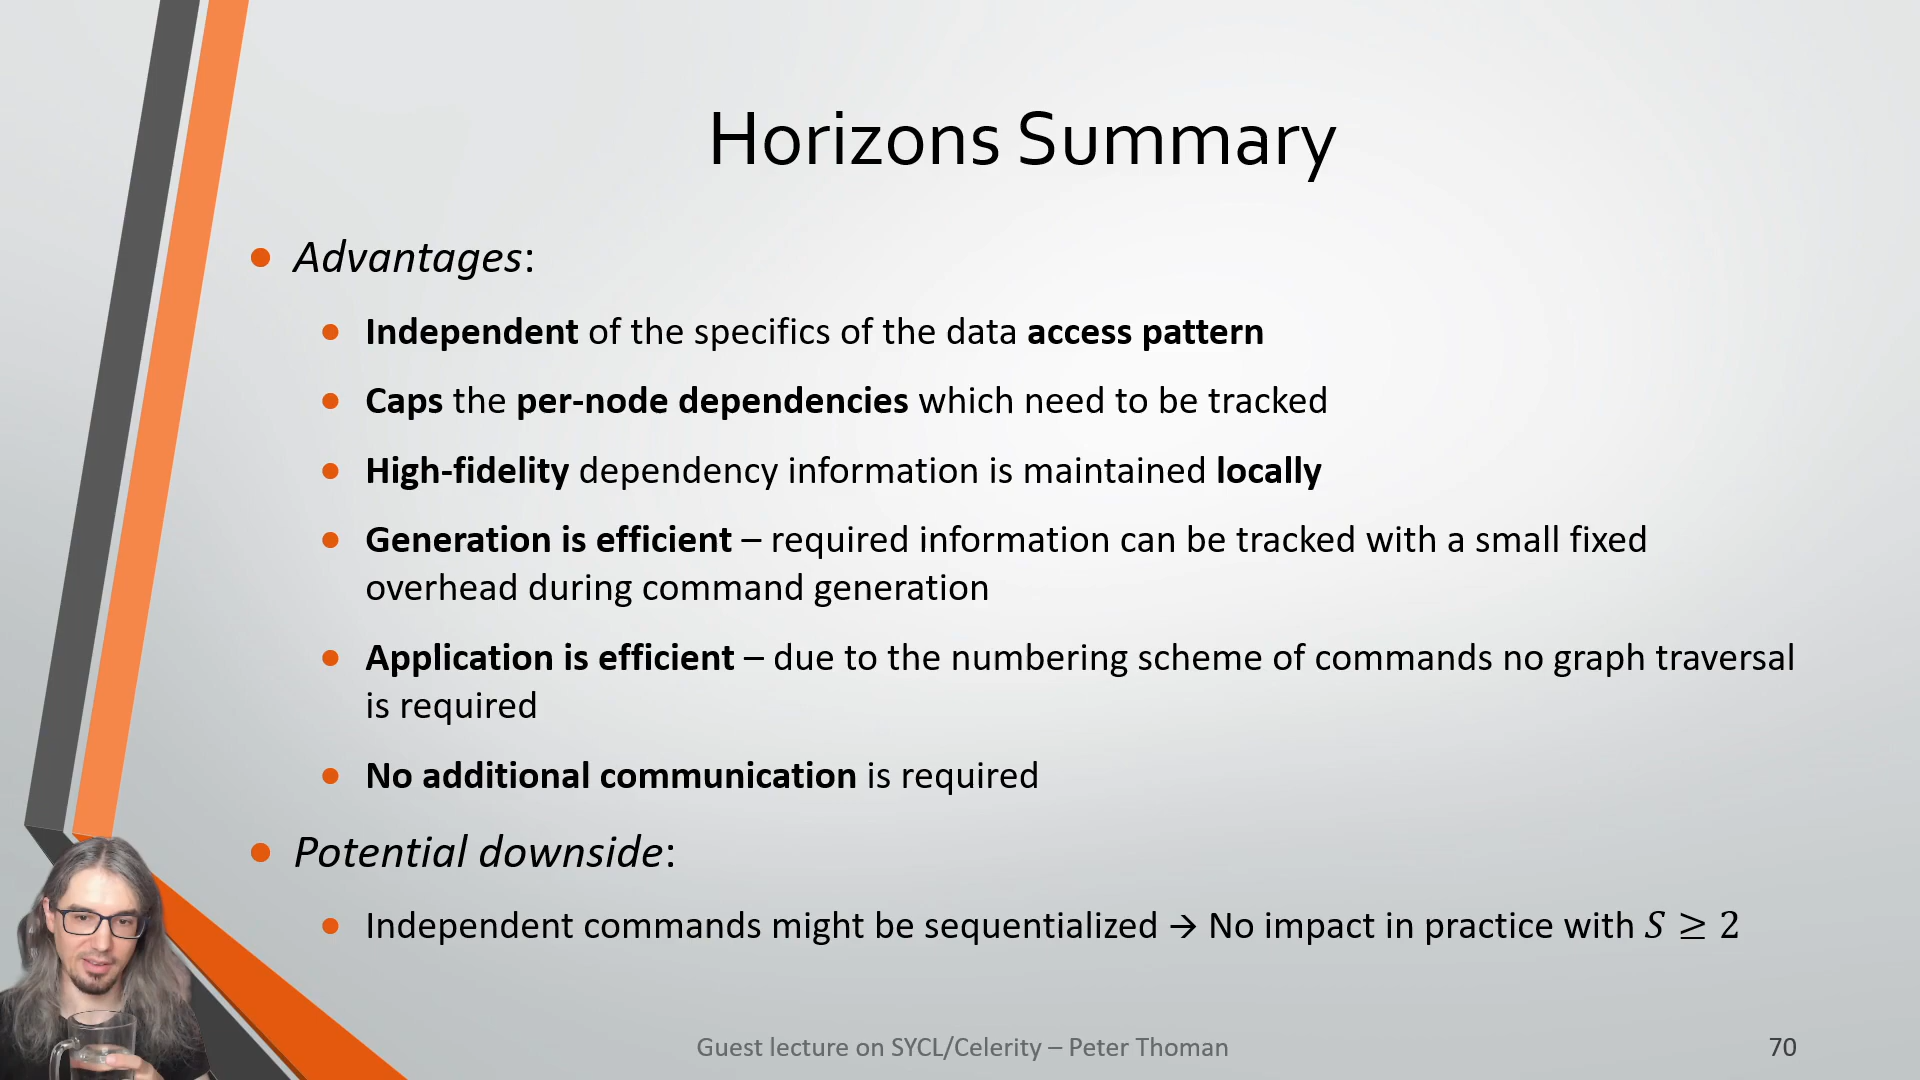 Horizons Summary
Advantages:
Independent of the specifics of the data access pattern
Caps the per-node dependencies which need to be tracked
High-fidelity dependency information is maintained locally
Generation is efficient – required information can be tracked with a small fixed
overhead during command generation
Application is efficient – due to the numbering scheme of commands no graph traversal
is required
No additional communication is required
Potential downside:
Independent commands might be sequentialized → No impact in practice with S ≥ 2
Guest lecture on SYCL/Celerity – Peter Thoman
70